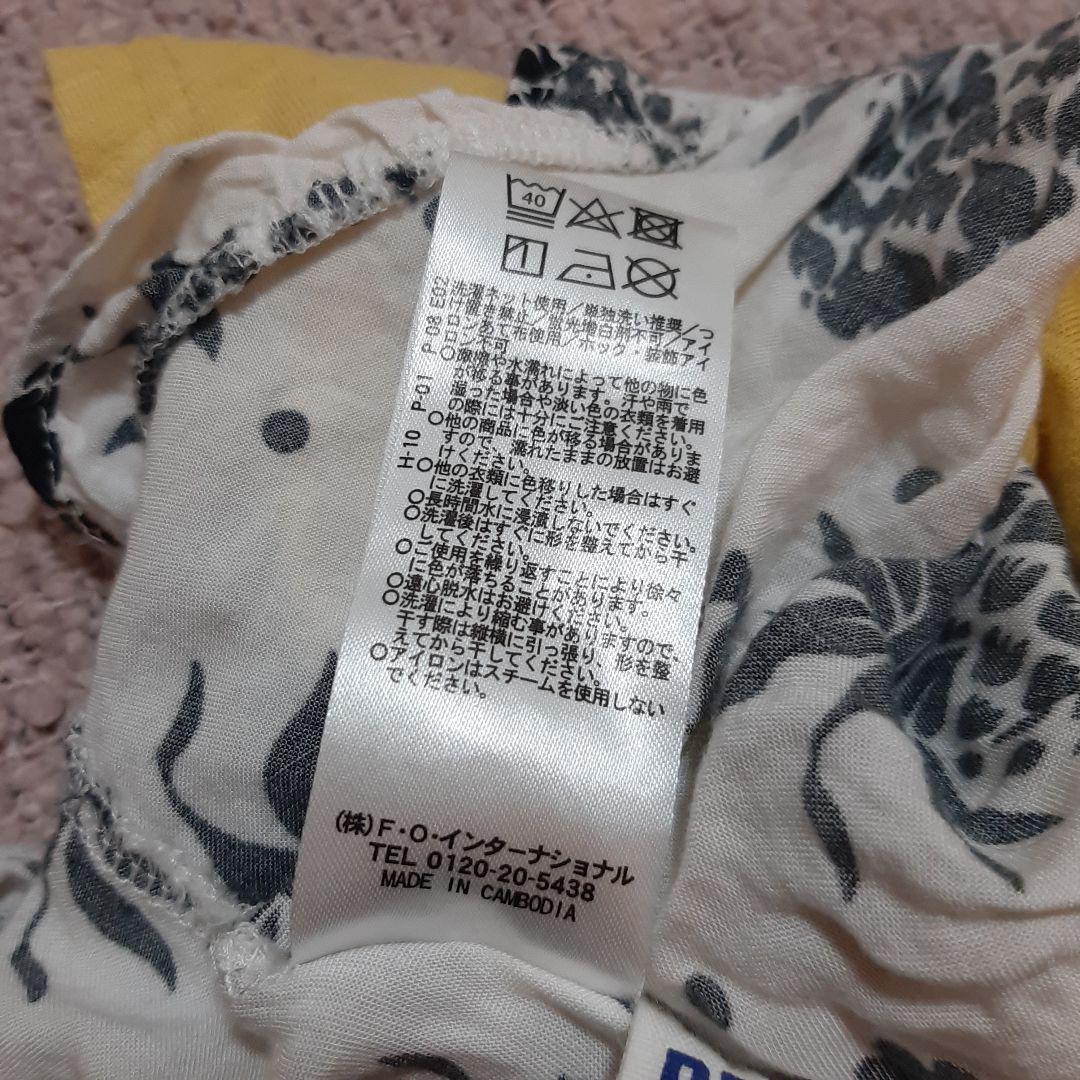 40
洗濯ネット使用/単独洗い推奨/つ
け置き禁止/蛍光増白剤不可/アイ
ロンあて布使用/ホック・装飾アイ
ロン不可
○摩擦や水濡れによって他の物に色
が移る事があります。汗や雨で
湿った場合や淡い色の衣類を着用
の際には十分にご注意ください。
○他の商品に色が移る場合がありま
すので、濡れたままの放置はお避
けください。
○他の衣類に色移りした場合はすぐ
に洗濯してください。
○長時間水に浸漬しないでください。
○洗濯後はすぐに形を整えてから干
してください。
○ご使用を繰り返すことにより徐々
に色が落ちることがあります。
○遠心脱水はお避けください。
○洗濯により縮む事がありますので、
干す際は縦横に引っ張り、形を整
えてから干してください。
○アイロンはスチームを使用しない
でください。
H-10 P-01 P-D8 E02
(株)F・O・インターナショナル
TEL 0120-20-5438
MADE IN CAMBODIA